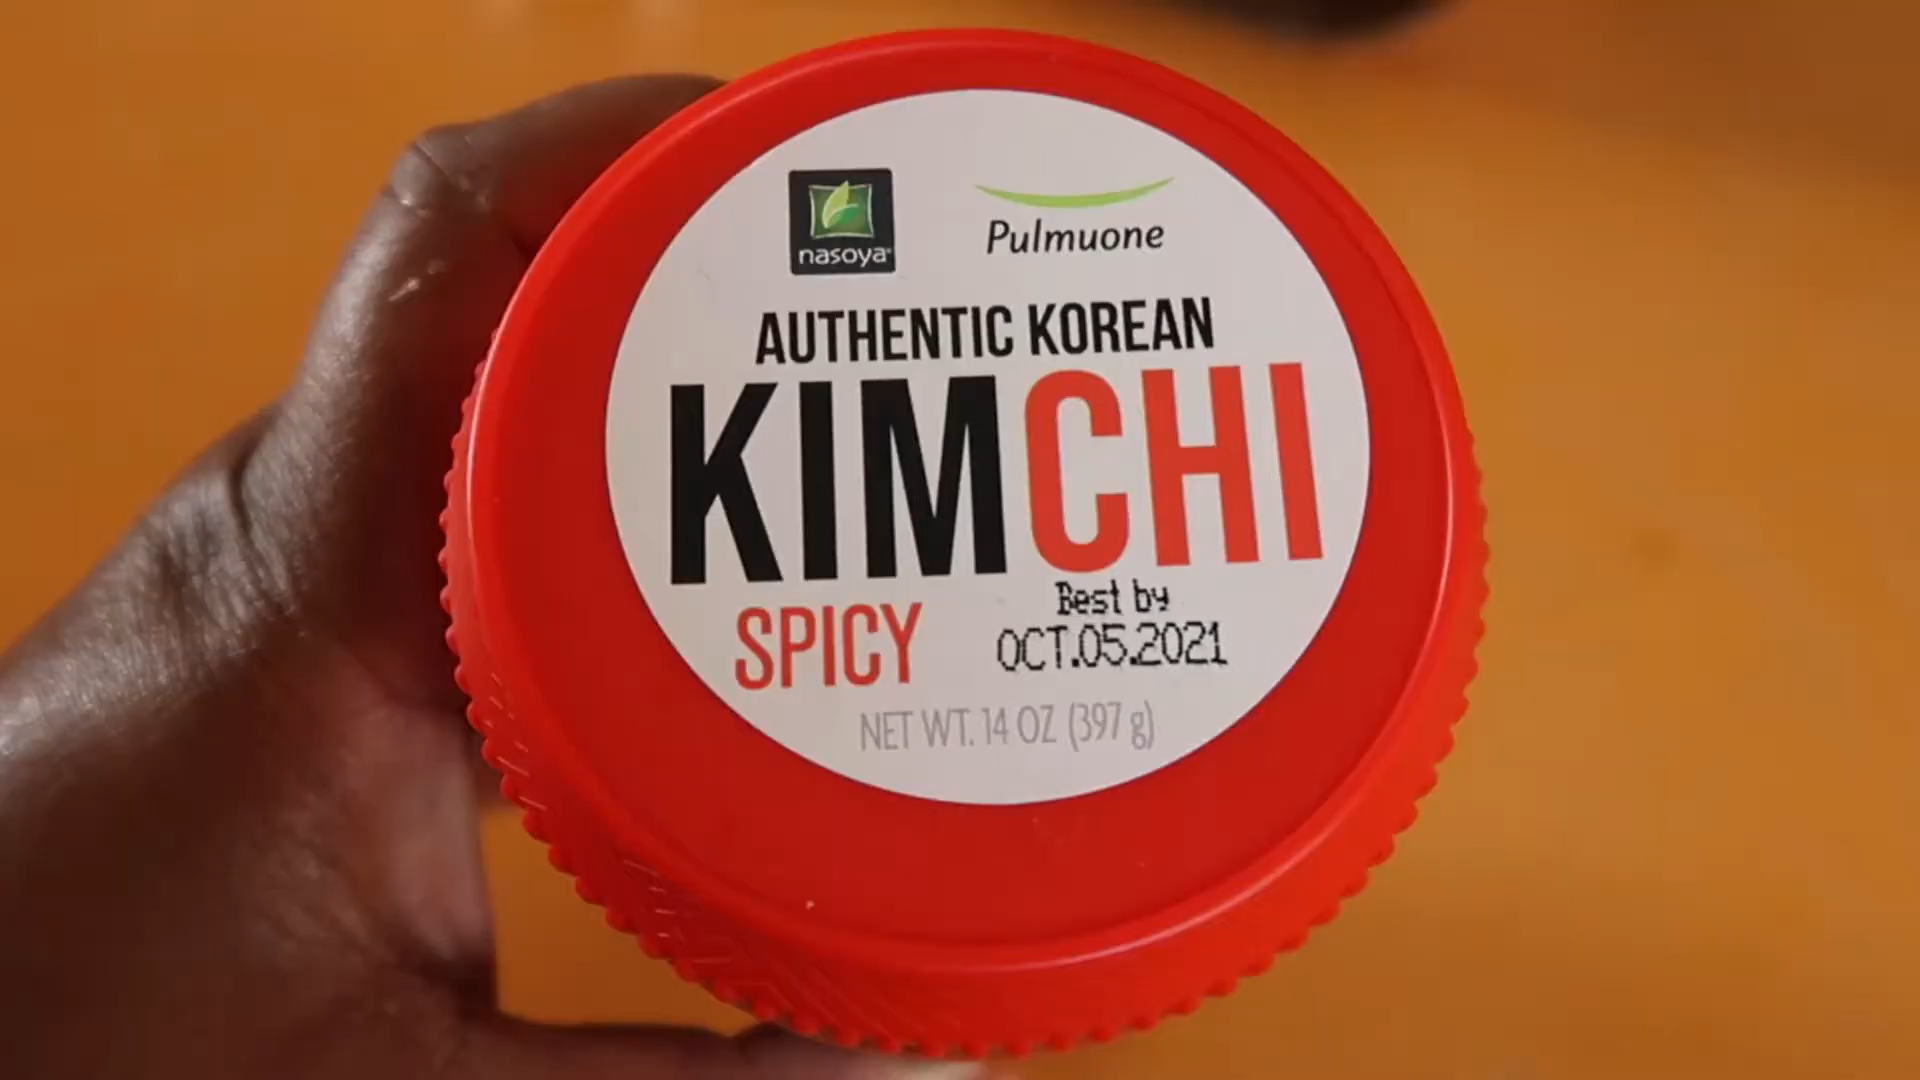 nasoya
Pulmuone
AUTHENTIC KOREAN
KIMCHI
SPICY
Best by
OCT.05.2021
NET WT. 14 OZ (397 g)